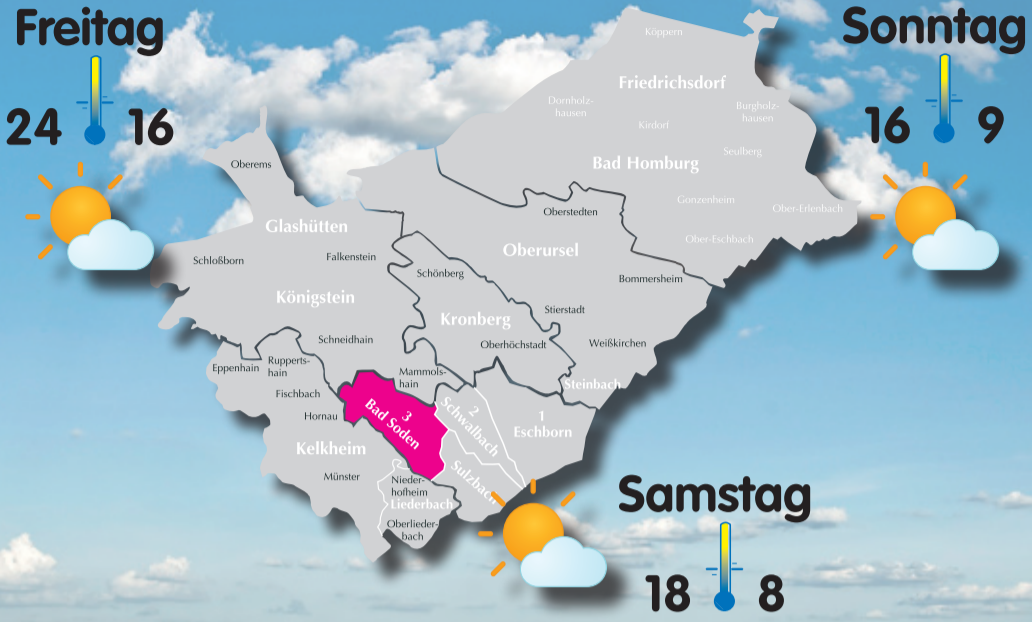 Freitag
24 16
Sonntag
16 9
Köppern
Friedrichsdorf
Dornholz-
hausen
Burgholz-
hausen
Kirdorf
Seulberg
Bad Homburg
Oberems
Gonzenheim
Ober-Erlenbach
Oberstedten
Glashütten
Ober-Eschbach
Oberursel
Schloßborn
Falkenstein
Schönberg
Bommersheim
Königstein
Stierstadt
Kronberg
Schneidhain
Oberhöchstadt
Weißkirchen
Eppenhain
Rupperts-
hain
Mammols-
hain
Steinbach
Fischbach
Hornau
3
Bad Soden
2
Schwalbach
1
Eschborn
Kelkheim
Münster
Sulzbach
Nieder-
hofheim
Liederbach
Oberlieder-
bach
Samstag
18 8